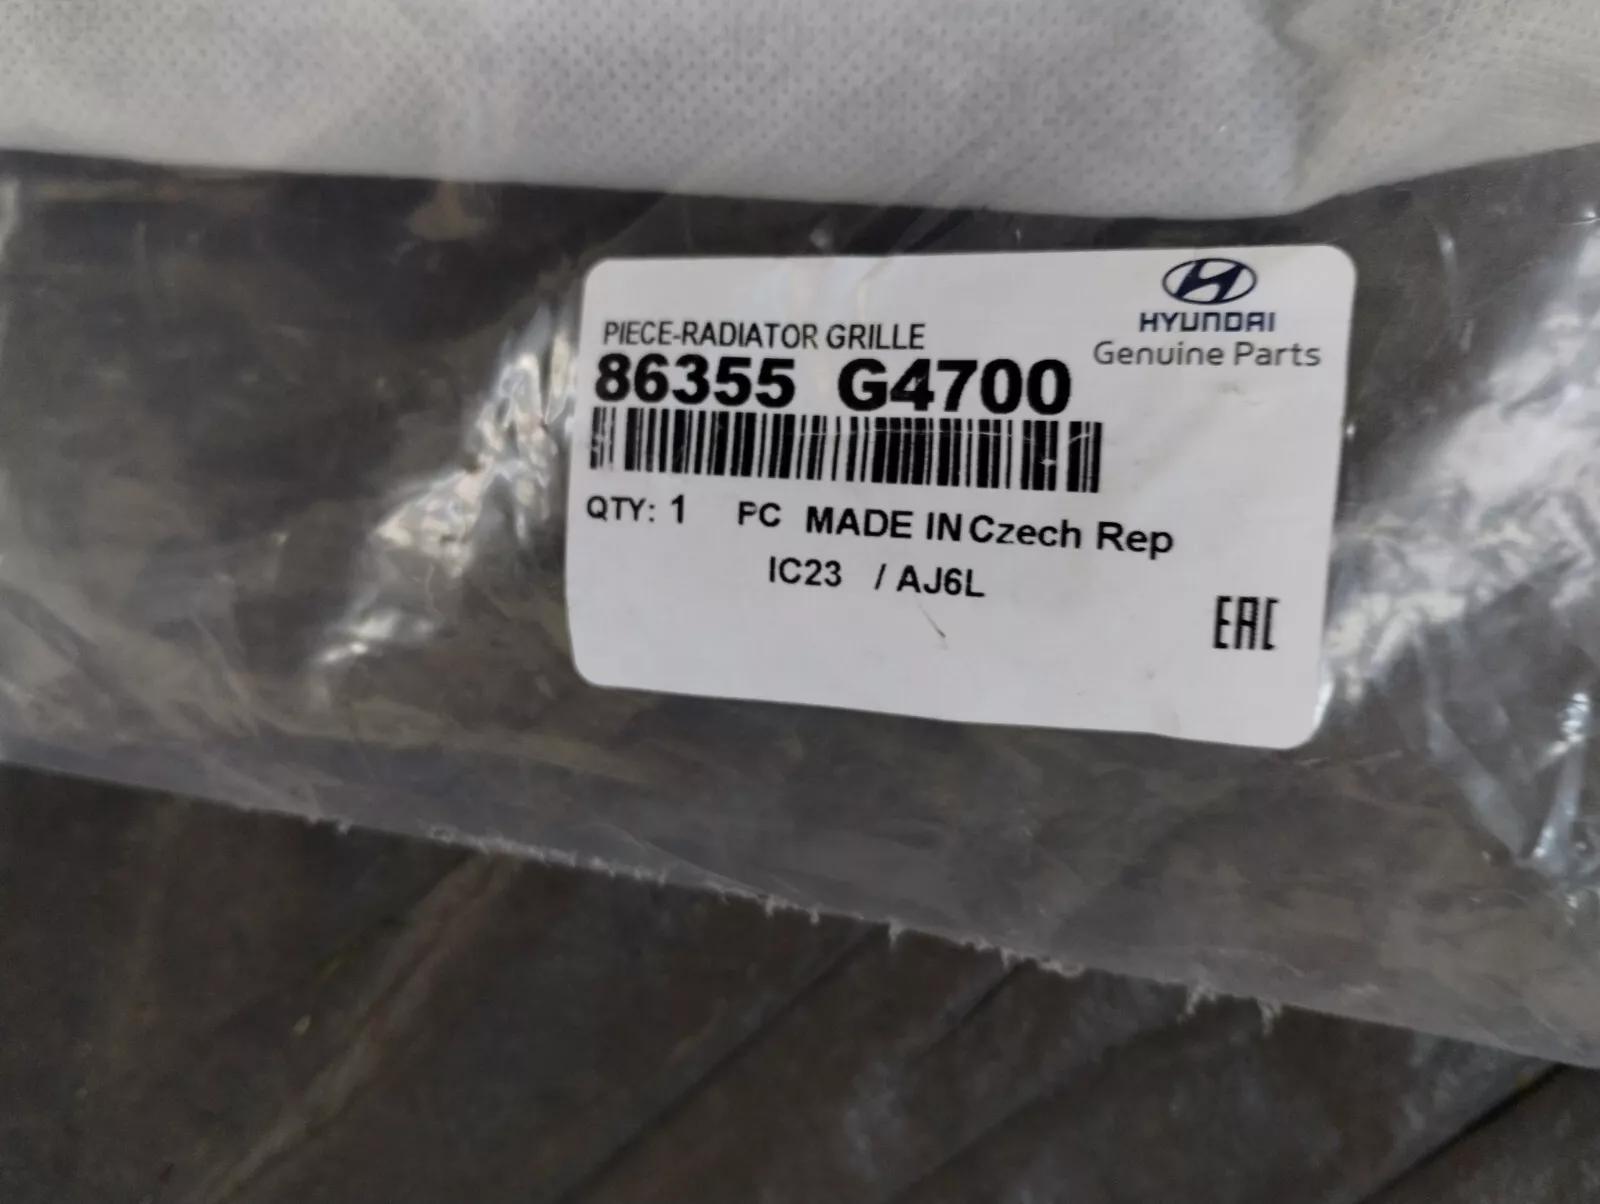 HYUNDAI
Genuine Parts
PIECE-RADIATOR GRILLE
86355 G4700
QTY: 1 PC MADE IN Czech Rep
IC23 / AJ6L
EAC